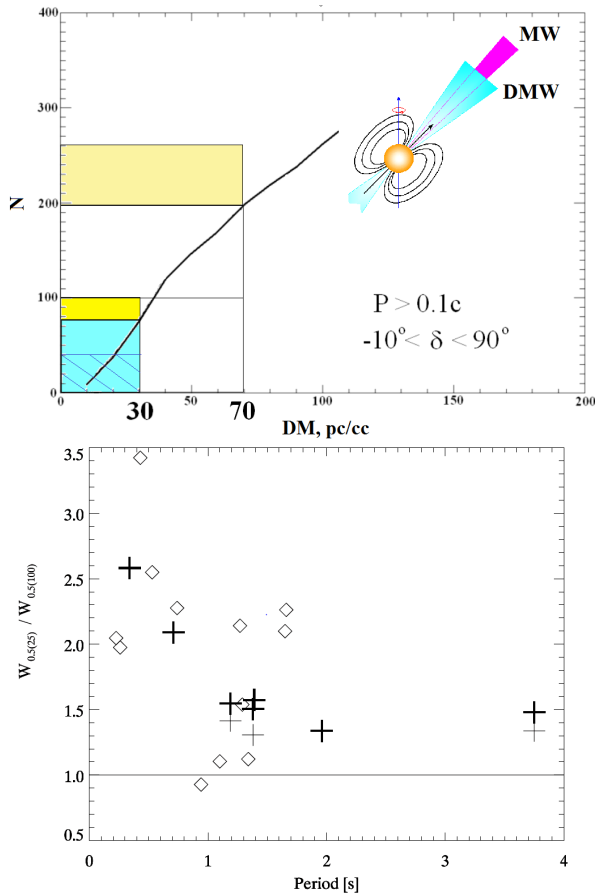 400
300
200
100
0
N
MW
DMW
P > 0.1c
-10° < δ < 90°
0 30 70 100 150 200
DM, pc/cc
3.5
3.0
2.5
2.0
1.5
1.0
0.5
W0.5(25) / W0.5(100)
0 1 2 3 4
Period [s]